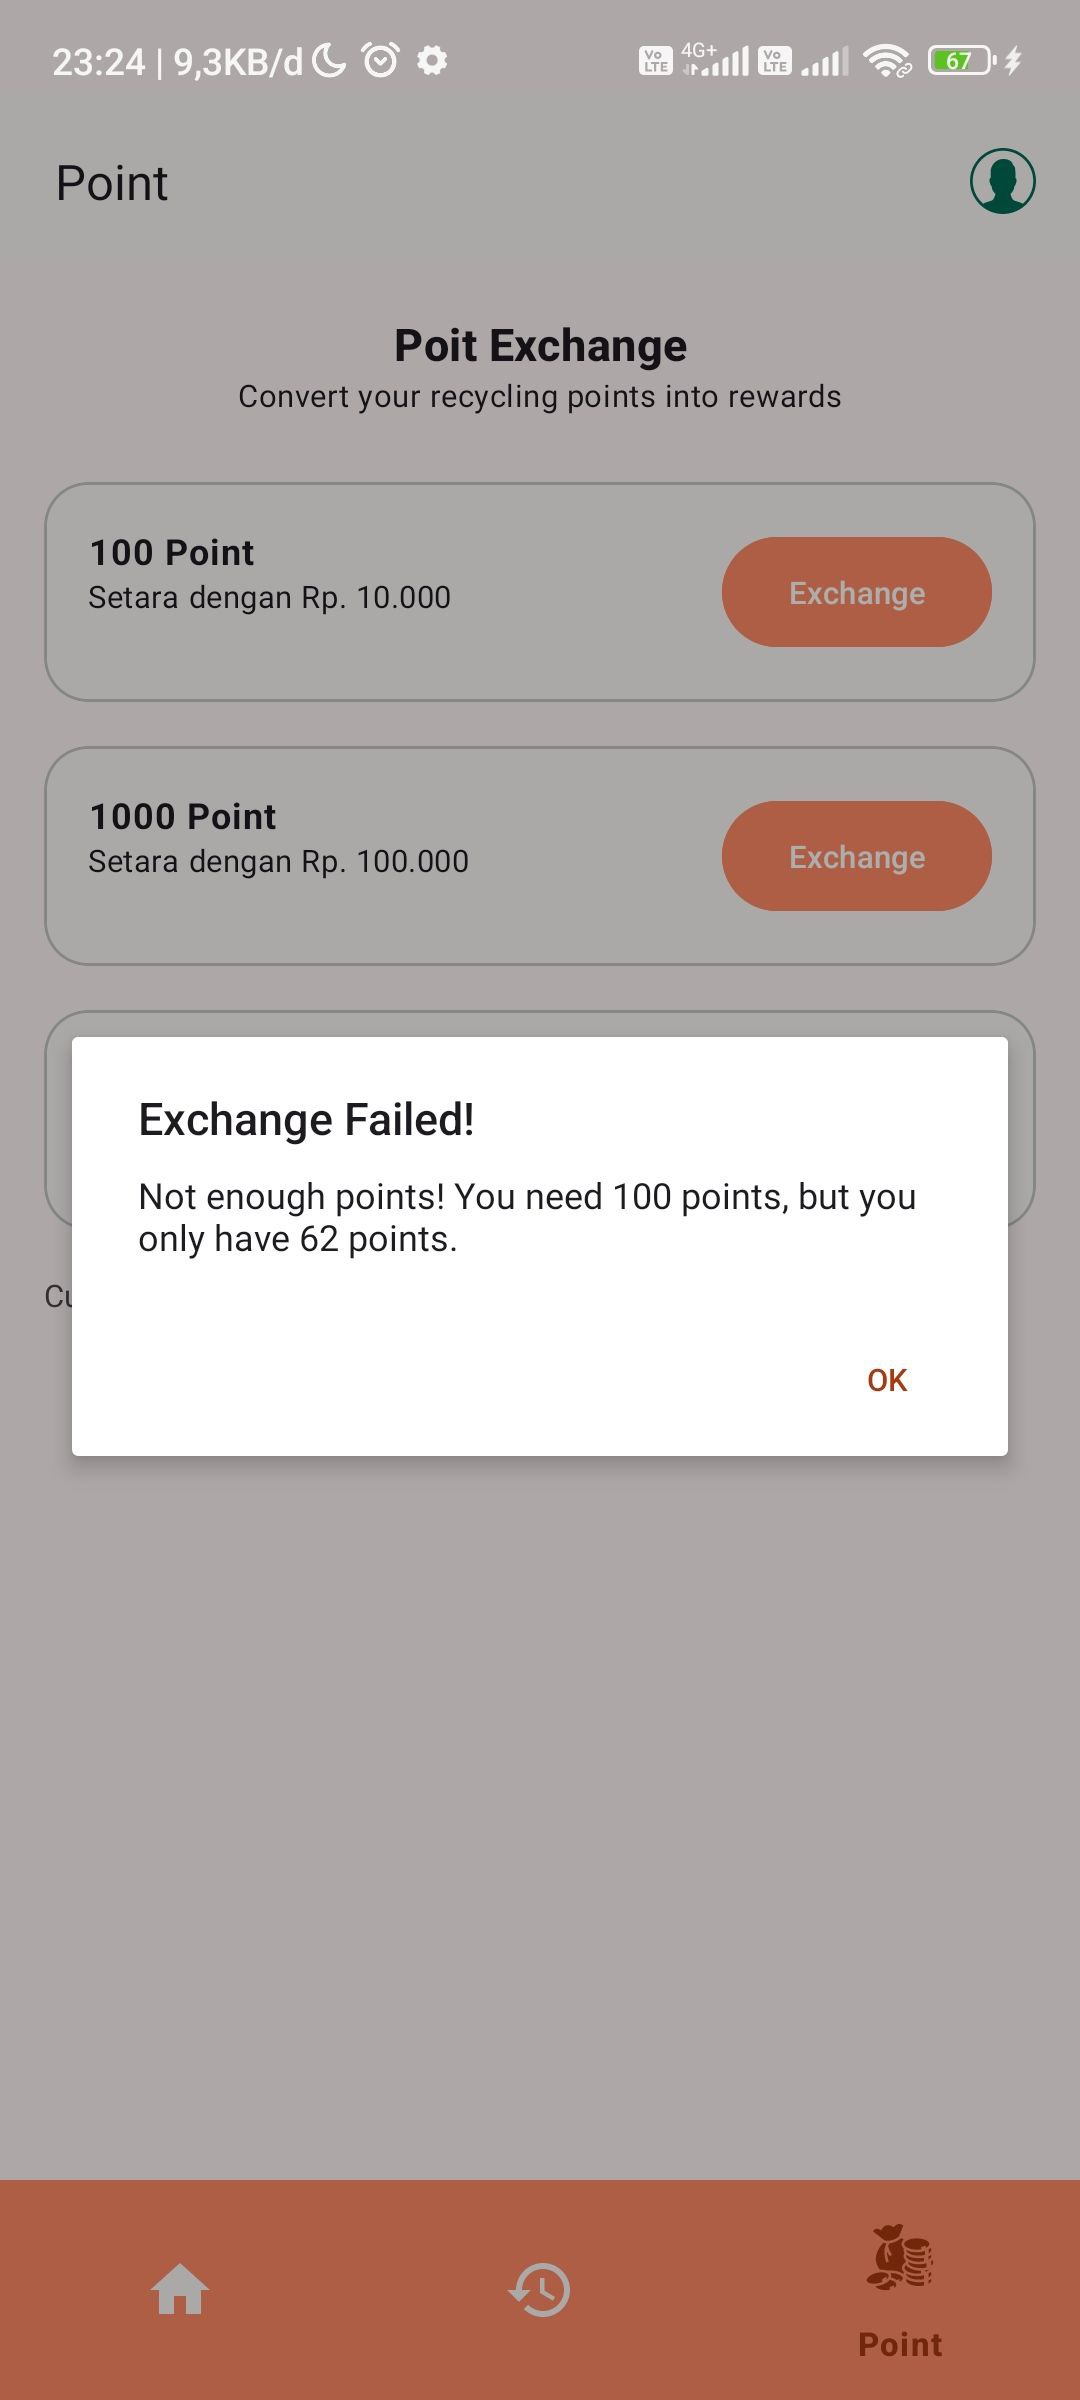 23:24 | 9,3KB/d
Vo LTE 4G+ Vo LTE 67
Point
Poit Exchange
Convert your recycling points into rewards
100 Point
Setara dengan Rp. 10.000
Exchange
1000 Point
Setara dengan Rp. 100.000
Exchange
Exchange Failed!
Not enough points! You need 100 points, but you
only have 62 points.
OK
Point